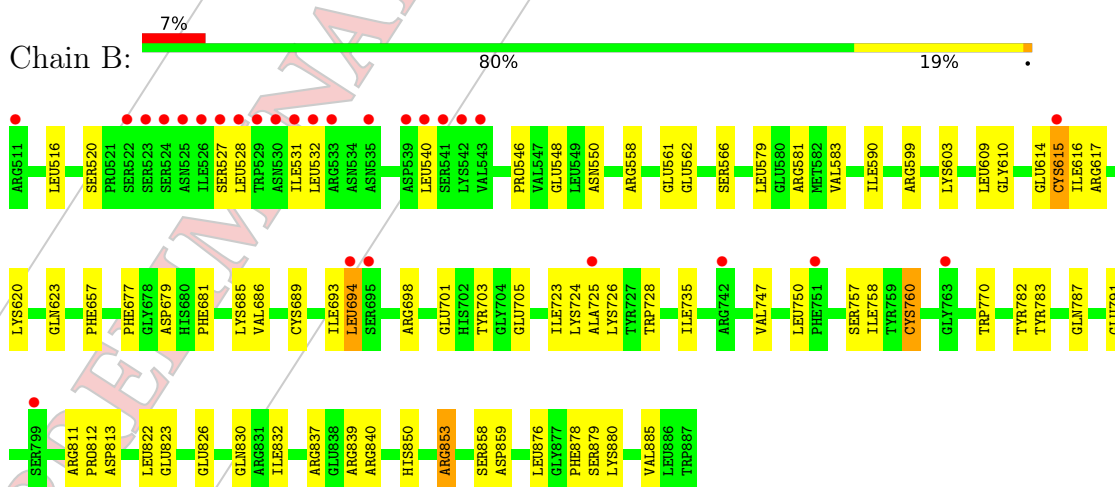 7%
Chain B:
80% 19% •
ARG511 LEU516 SER520 PRO521 SER522 SER523 SER524 ASN525 ILE526 SER527 LEU528 TRP529 ASN530 ILE531 LEU532 ARG533 ASN534 ASN535 ASP539 LEU540 SER541 LYS542 VAL543 PRO546 VAL547 GLU548 LEU549 ASN550 ARG558 GLU561 GLU562 SER566 LEU579 GLU580 ARG581 MET582 VAL583 ILE590 ARG599 LYS603 LEU609 GLY610 GLU614 CYS615 ILE616 ARG617
LYS620 GLN623 PHE657 PHE677 GLY678 ASP679 HIS680 PHE681 LYS685 VAL686 CYS689 ILE693 LEU694 SER695 ARG698 GLU701 HIS702 TYR703 GLY704 GLU705 ILE723 LYS724 ALA725 LYS726 TYR727 TRP728 ILE735 ARG742 VAL747 LEU750 PHE751 SER757 ILE758 TYR759 CYS760 GLY763 TRP770 TYR782 TYR783 GLN787
SER799 ARG811 PRO812 ASP813 LEU822 GLU823 GLU826 GLN830 ARG831 ILE832 ARG837 GLU838 ARG839 ARG840 HIS850 ARG853 SER858 ASP859 LEU876 GLY877 PHE878 SER879 LYS880 VAL885 LEU886 TRP887